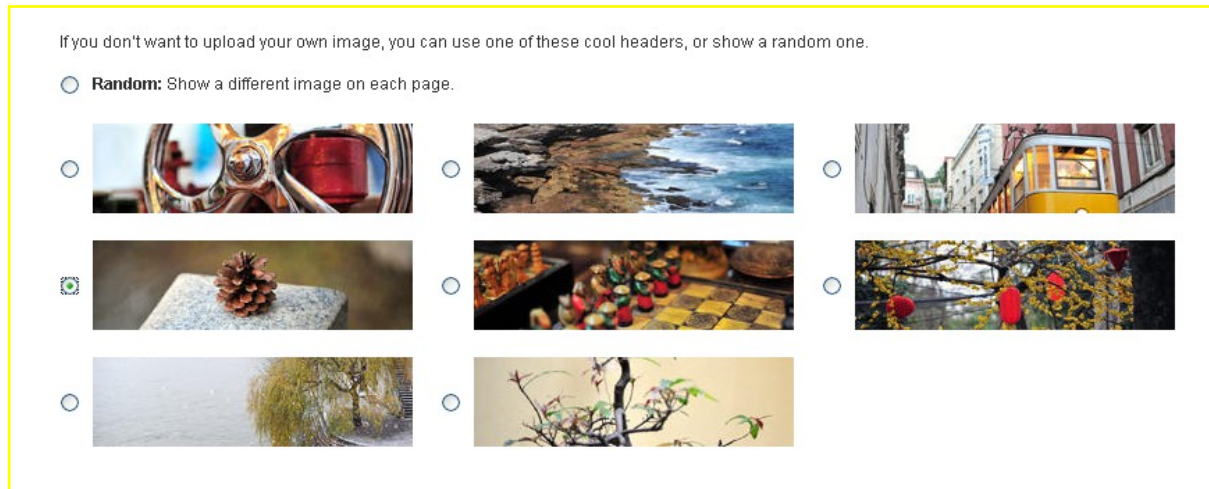 If you don't want to upload your own image, you can use one of these cool headers, or show a random one.
Random: Show a different image on each page.